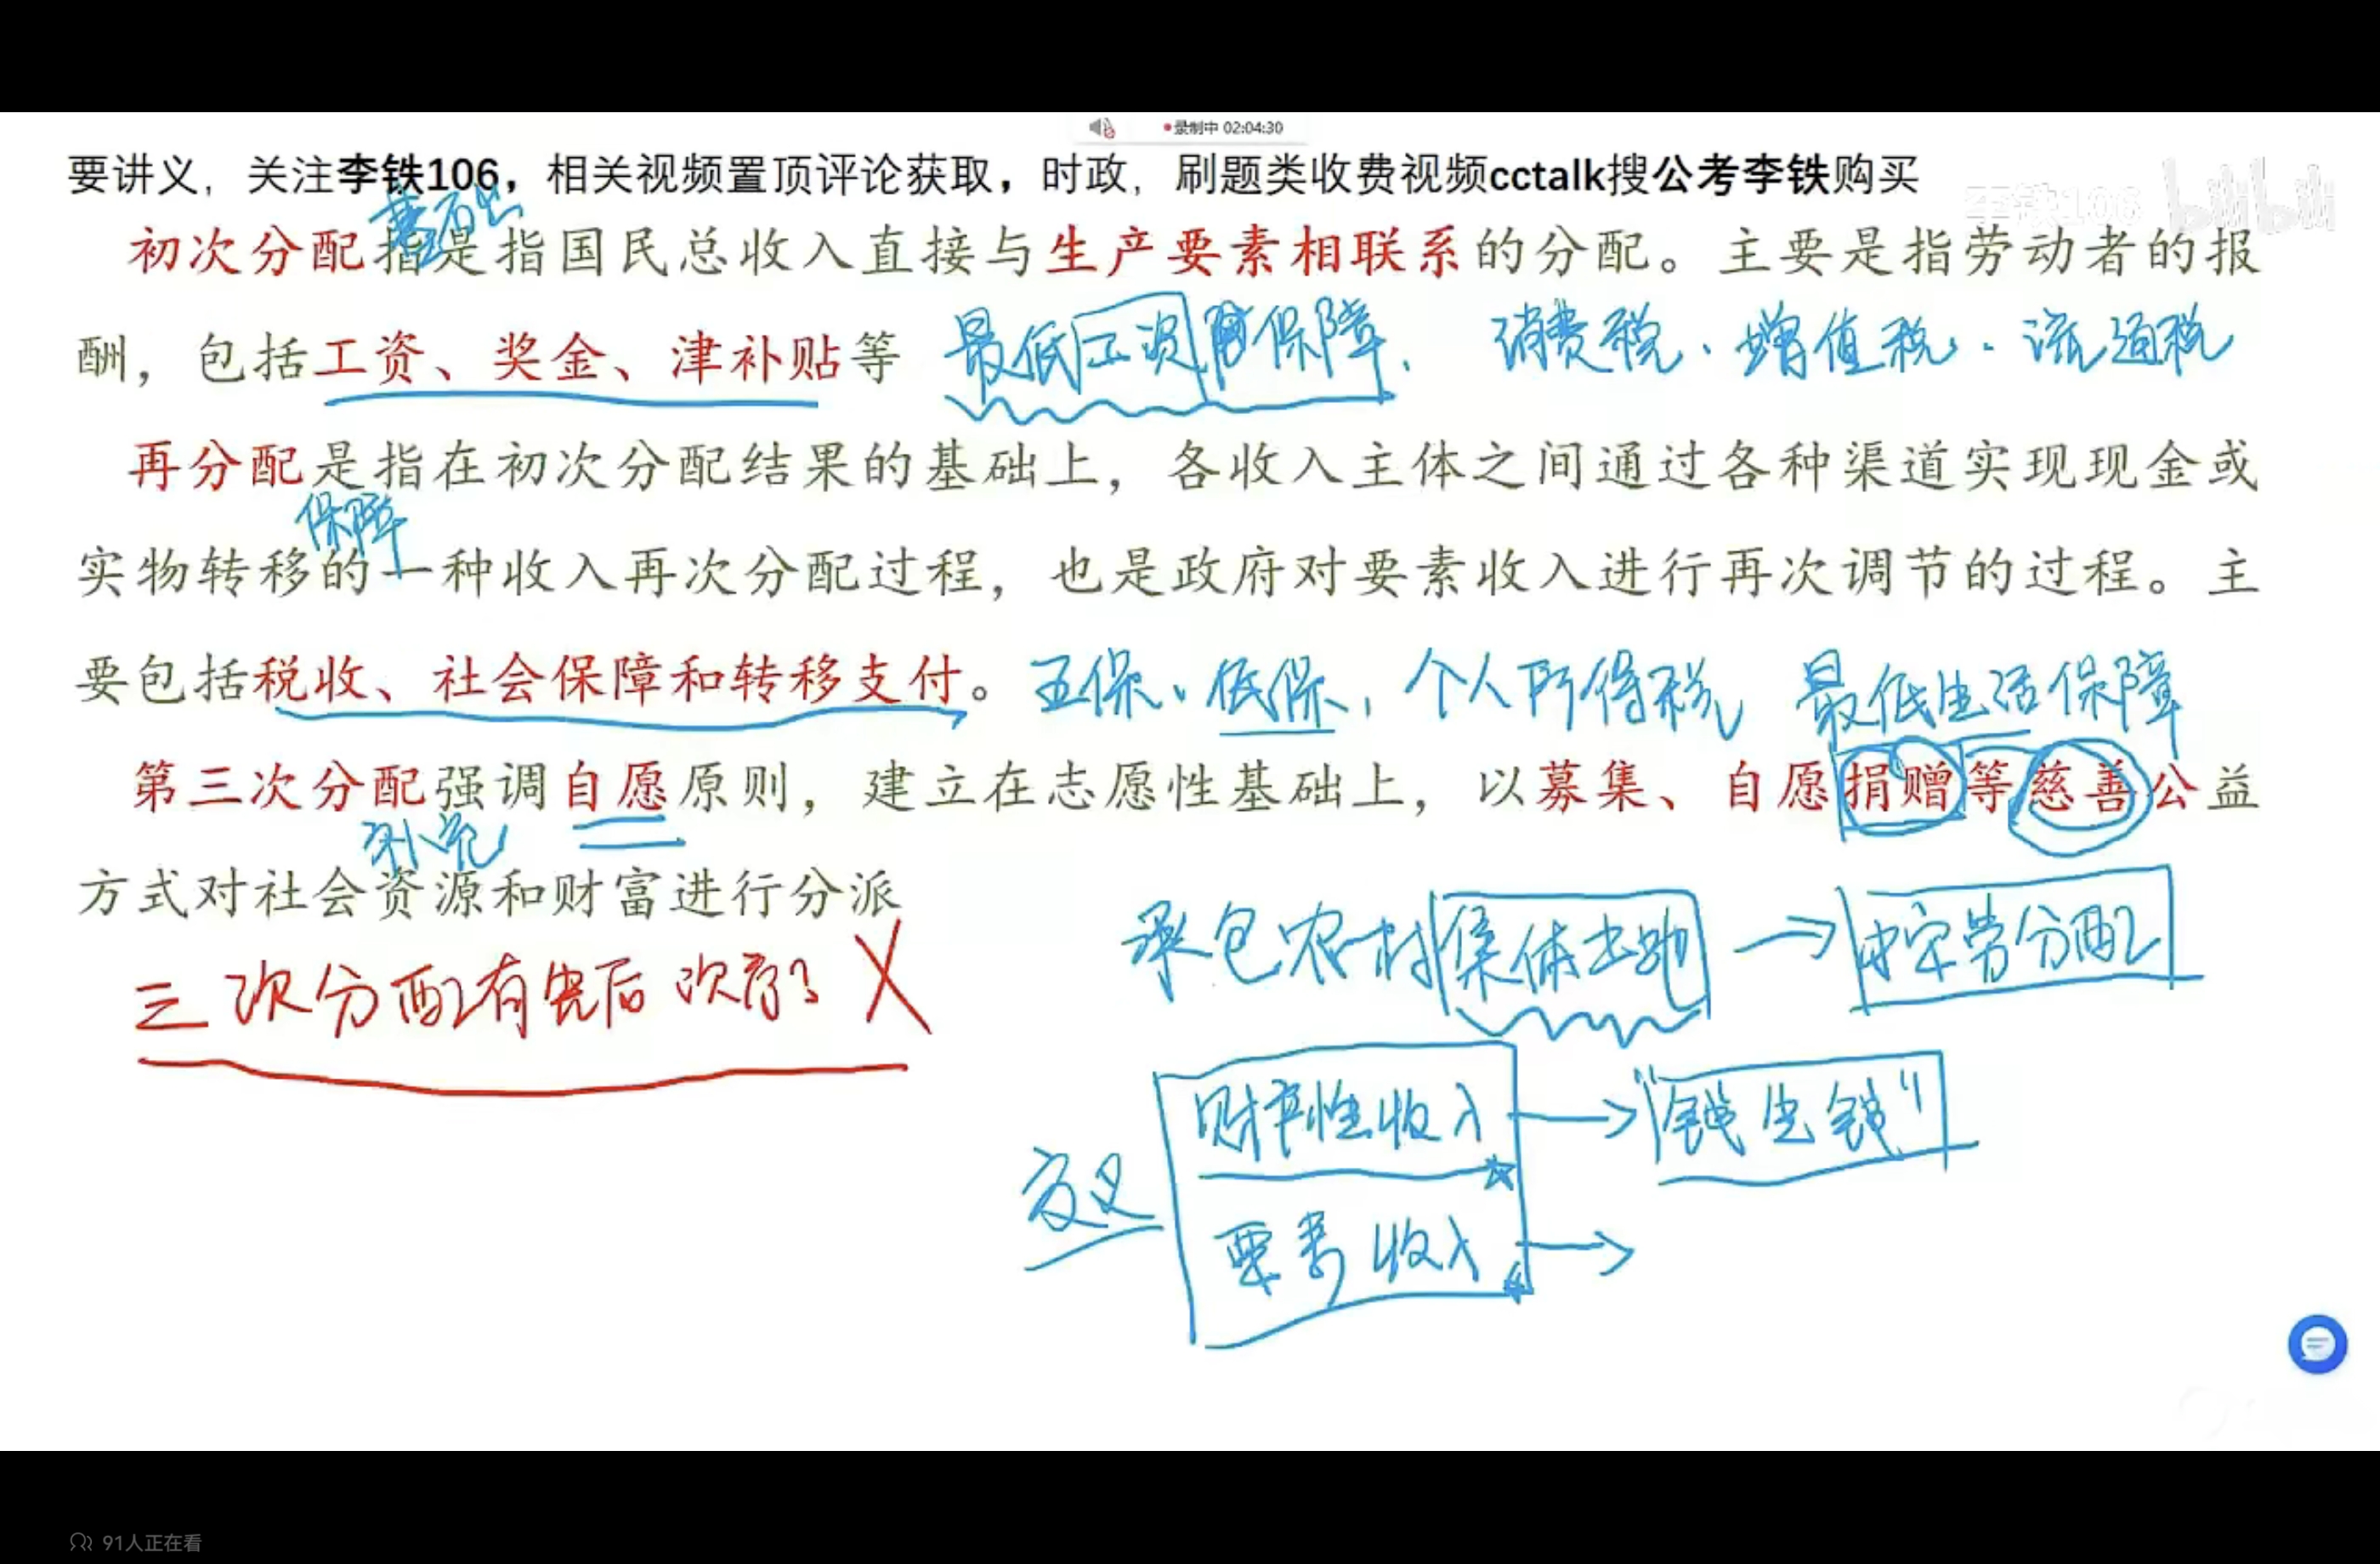 录制中 02:04:30
要讲义，关注李铁106，相关视频置顶评论获取，时政，刷题类收费视频cctalk搜公考李铁购买
李铁106 bilibili
基础
初次分配指是指国民总收入直接与生产要素相联系的分配。主要是指劳动者的报
酬，包括工资、奖金、津补贴等 最低工资保障、 消费税、增值税、流通税
再分配是指在初次分配结果的基础上，各收入主体之间通过各种渠道实现现金或
保障
实物转移的一种收入再次分配过程，也是政府对要素收入进行再次调节的过程。主
要包括税收、社会保障和转移支付。 五保、低保、个人所得税 最低生活保障
第三次分配强调自愿原则，建立在志愿性基础上，以募集、自愿捐赠等慈善公益
补充
方式对社会资源和财富进行分派
承包农村集体土地 → 按劳分配
三次分配有先后次序? X
财产性收入 → "钱生钱"
广义
要素收入 →
91人正在看